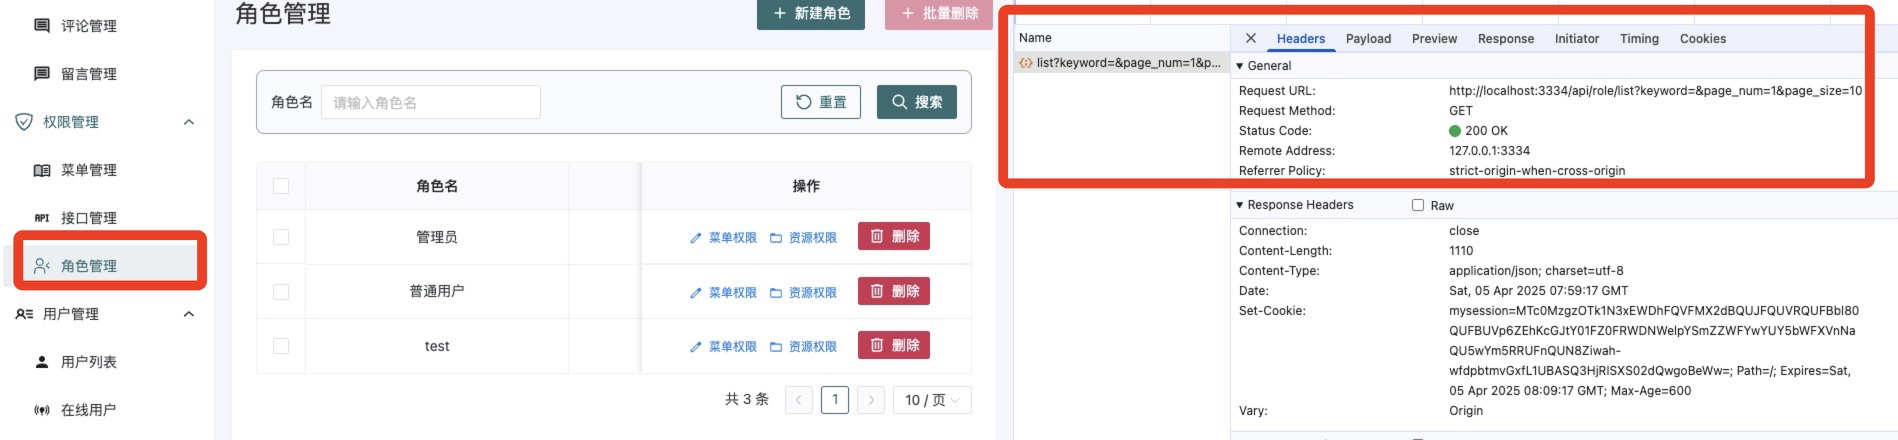 评论管理
留言管理
权限管理
菜单管理
API 接口管理
角色管理
用户管理
用户列表
在线用户
角色管理
+ 新建角色
+ 批量删除
角色名 请输入角色名 重置 搜索
角色名 操作
管理员 菜单权限 资源权限 删除
普通用户 菜单权限 资源权限 删除
test 菜单权限 资源权限 删除
共 3 条 < 1 > 10 / 页
Name
list?keyword=&page_num=1&p...
× Headers Payload Preview Response Initiator Timing Cookies
▼ General
Request URL: http://localhost:3334/api/role/list?keyword=&page_num=1&page_size=10
Request Method: GET
Status Code: 200 OK
Remote Address: 127.0.0.1:3334
Referrer Policy: strict-origin-when-cross-origin
▼ Response Headers Raw
Connection: close
Content-Length: 1110
Content-Type: application/json; charset=utf-8
Date: Sat, 05 Apr 2025 07:59:17 GMT
Set-Cookie: mysession=MTc0MzgzOTk1N3xEWDhFQVFMX2dBQUJFQUVRQUFBbl80
QUFBUVp6ZEhKcGJtY01FZ0FRWDNWelpYSmZZWFYwYUY5bWFXVnNa
QU5wYm5RRUFnQUN8Ziwah-
wfdpbtmvGxfL1UBASQ3HjRlSXS02dQwgoBeWw=; Path=/; Expires=Sat,
05 Apr 2025 08:09:17 GMT; Max-Age=600
Vary: Origin